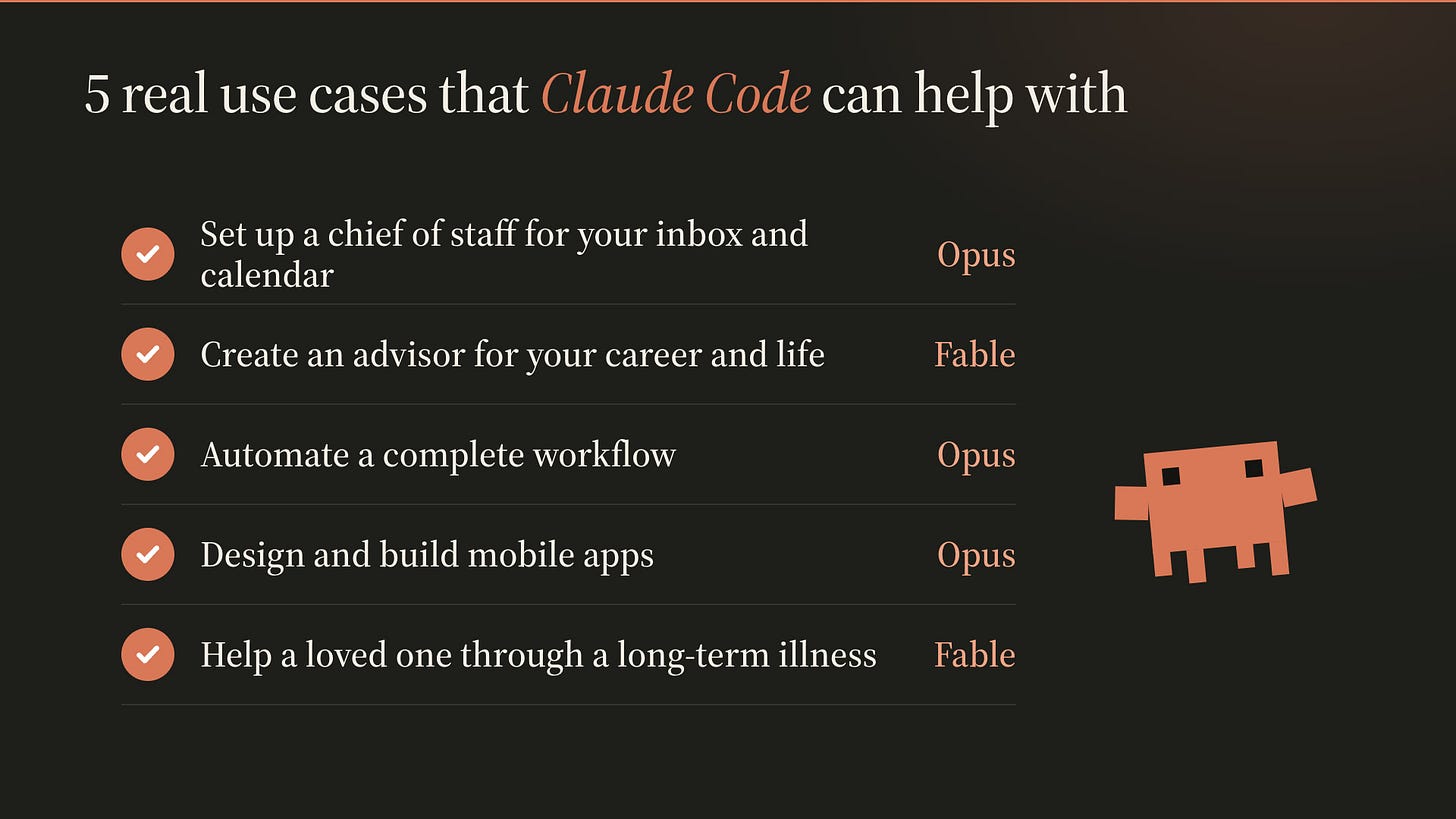 5 real use cases that Claude Code can help with
Set up a chief of staff for your inbox and
calendar
Opus
Create an advisor for your career and life
Fable
Automate a complete workflow
Opus
Design and build mobile apps
Opus
Help a loved one through a long-term illness
Fable